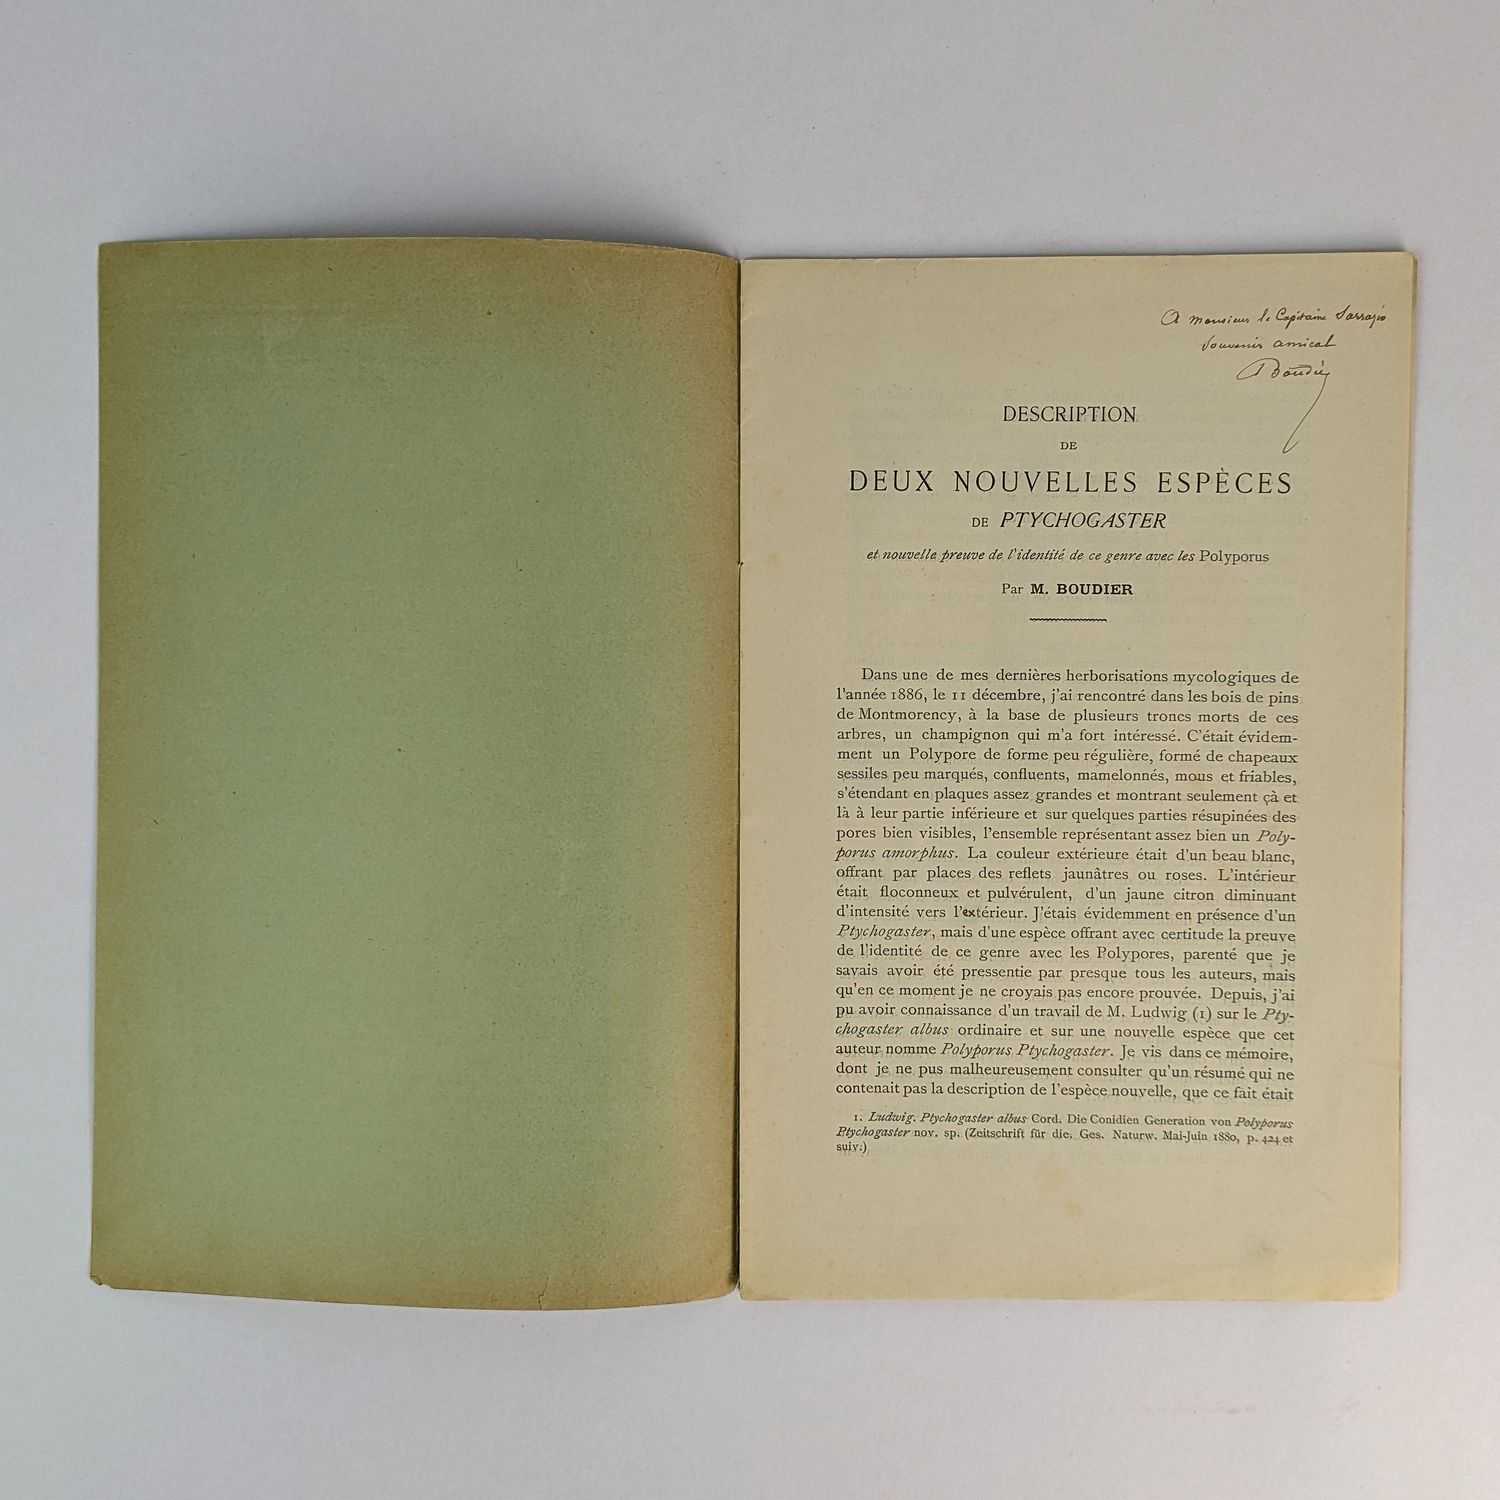 A monsieur le Capitaine Sarrazin
souvenir amical
Boudier
DESCRIPTION
DE
DEUX NOUVELLES ESPÈCES
DE PTYCHOGASTER
et nouvelle preuve de l'identité de ce genre avec les Polyporus
Par M. BOUDIER
Dans une de mes dernières herborisations mycologiques de
l'année 1886, le 11 décembre, j'ai rencontré dans les bois de pins
de Montmorency, à la base de plusieurs troncs morts de ces
arbres, un champignon qui m'a fort intéressé. C'était évidem-
ment un Polypore de forme peu régulière, formé de chapeaux
sessiles peu marqués, confluents, mamelonnés, mous et friables,
s'étendant en plaques assez grandes et montrant seulement çà et
là à leur partie inférieure et sur quelques parties résupinées des
pores bien visibles, l'ensemble représentant assez bien un Poly-
porus amorphus. La couleur extérieure était d'un beau blanc,
offrant par places des reflets jaunâtres ou roses. L'intérieur
était floconneux et pulvérulent, d'un jaune citron diminuant
d'intensité vers l'extérieur. J'étais évidemment en présence d'un
Ptychogaster, mais d'une espèce offrant avec certitude la preuve
de l'identité de ce genre avec les Polypores, parenté que je
savais avoir été pressentie par presque tous les auteurs, mais
qu'en ce moment je ne croyais pas encore prouvée. Depuis, j'ai
pu avoir connaissance d'un travail de M. Ludwig (1) sur le Pty-
chogaster albus ordinaire et sur une nouvelle espèce que cet
auteur nomme Polyporus Ptychogaster. Je vis dans ce mémoire,
dont je ne pus malheureusement consulter qu'un résumé qui ne
contenait pas la description de l'espèce nouvelle, que ce fait était
1. Ludwig. Ptychogaster albus Cord. Die Conidien Generation von Polyporus
Ptychogaster nov. sp. (Zeitschrift für die. Ges. Naturw. Mai-Juin 1880, p. 424 et
suiv.)